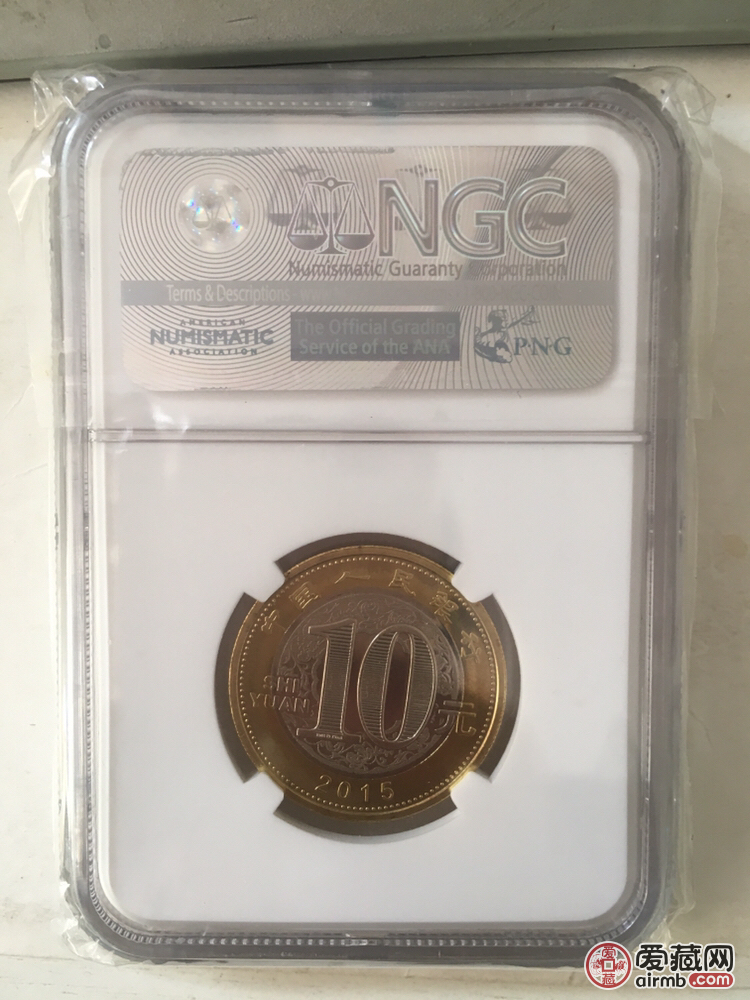 NGC
Numismatic Guaranty Corporation
Terms & Descriptions - www.
AMERICAN
NUMISMATIC
ASSOCIATION
The Official Grading
Service of the ANA
PNG
中国人民银行
SHI
YUAN
10
元
2015
爱藏网
airmb.com